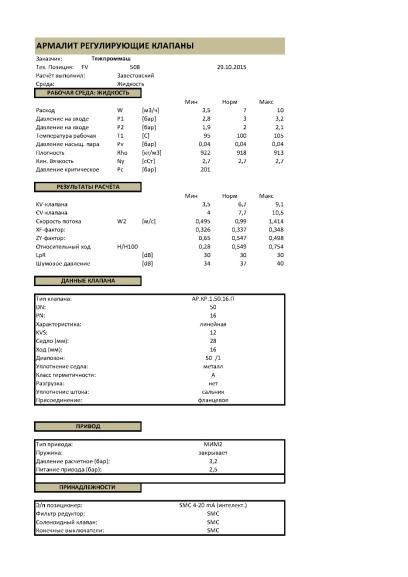 АРМАЛИТ РЕГУЛИРУЮЩИЕ КЛАПАНЫ
Заказчик: Тяжпроммаш
Тех. Позиция: FV 508 29.10.2015
Расчёт выполнил: Завестовский
Среда: Жидкость
РАБОЧАЯ СРЕДА: ЖИДКОСТЬ
Мин Норм Макс
Расход W [м3/ч] 3,5 7 10
Давление на входе P1 [бар] 2,8 3 3,2
Давление на входе P2 [бар] 1,9 2 2,1
Температура рабочая T1 [C] 95 100 105
Давление насыщ. пара Pv [бар] 0,04 0,04 0,04
Плотность Rho [кг/м3] 922 918 913
Кин. Вязкость Ny [сСт] 2,7 2,7 2,7
Давление критическое Pc [бар] 201
РЕЗУЛЬТАТЫ РАСЧЁТА
Мин Норм Макс
KV-клапана 3,5 6,7 9,1
CV-клапана 4 7,7 10,5
Скорость потока W2 [м/с] 0,495 0,99 1,414
XF-фактор: 0,326 0,337 0,348
ZY-фактор: 0,65 0,547 0,498
Относительный ход H/H100 0,28 0,549 0,754
LpR [dB] 30 30 30
Шумовое давление [dB] 34 37 40
ДАННЫЕ КЛАПАНА
Тип клапана: АР.КР.1.50.16.П
DN: 50
PN: 16
Характеристика: линейная
KVS: 12
Седло (мм): 28
Ход (мм): 16
Диапазон: 50 /1
Уплотнение седла: металл
Класс герметичности: А
Разгрузка: нет
Уплотнение штока: сальник
Присоединение: фланцевое
ПРИВОД
Тип привода: МИМ2
Пружина: закрывает
Давление расчетное (бар): 3,2
Питание привода (бар): 2,5
ПРИНАДЛЕЖНОСТИ
Э/п позиционер: SMC 4-20 mA (интелект.)
Фильтр редуктор: SMC
Соленоидный клапан: SMC
Конечные выключатели: SMC